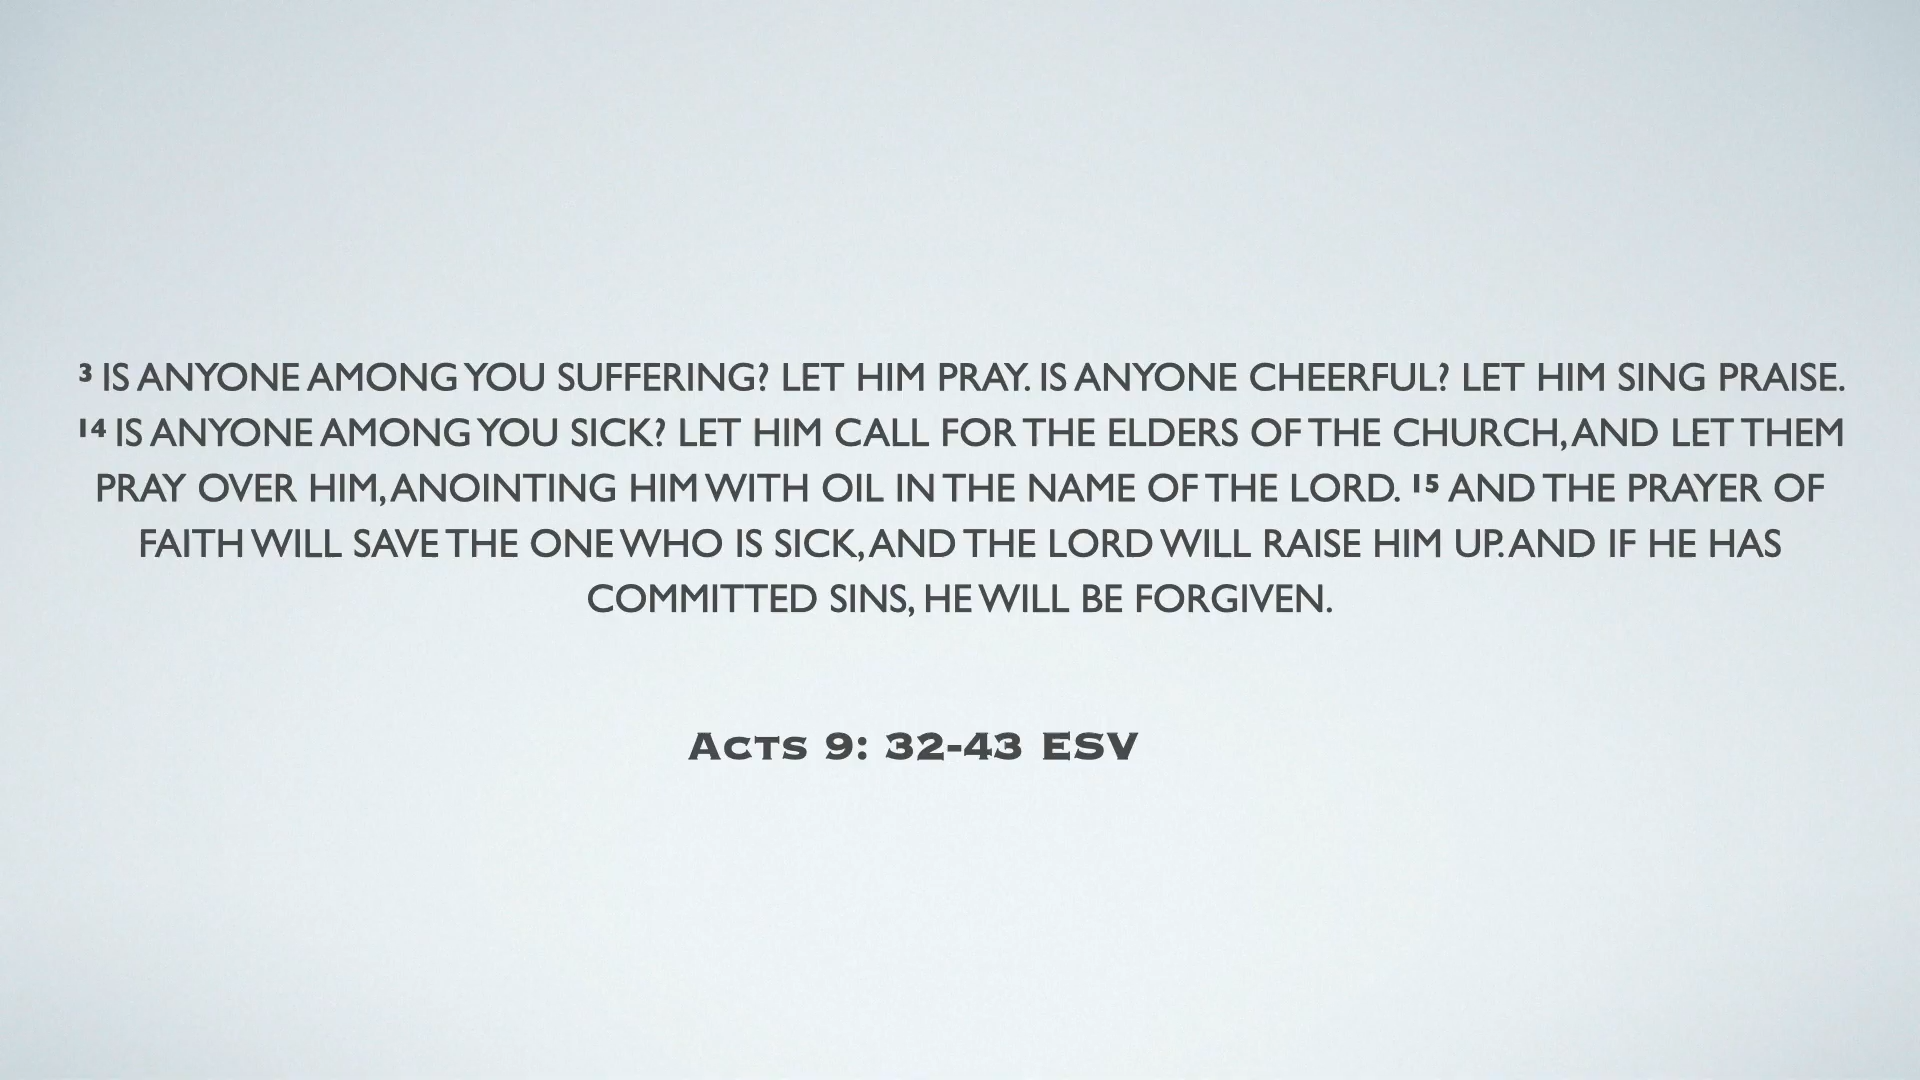 ³ IS ANYONE AMONG YOU SUFFERING? LET HIM PRAY. IS ANYONE CHEERFUL? LET HIM SING PRAISE.
¹⁴ IS ANYONE AMONG YOU SICK? LET HIM CALL FOR THE ELDERS OF THE CHURCH, AND LET THEM
PRAY OVER HIM, ANOINTING HIM WITH OIL IN THE NAME OF THE LORD. ¹⁵ AND THE PRAYER OF
FAITH WILL SAVE THE ONE WHO IS SICK, AND THE LORD WILL RAISE HIM UP. AND IF HE HAS
COMMITTED SINS, HE WILL BE FORGIVEN.
Acts 9: 32-43 ESV